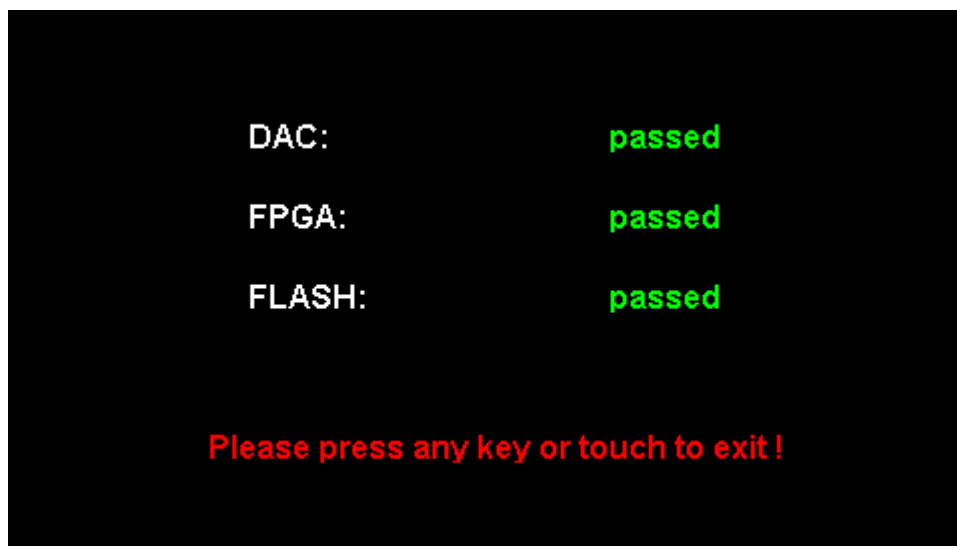 DAC: passed
FPGA: passed
FLASH: passed
Please press any key or touch to exit !